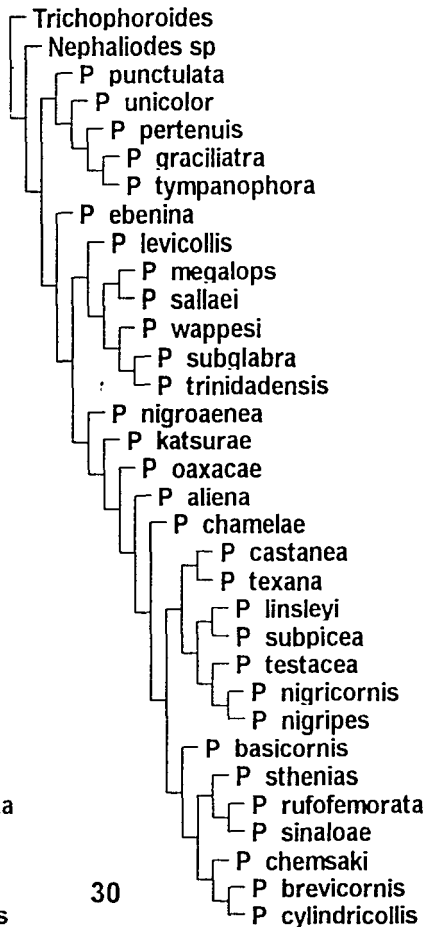 Trichophoroides
Nephaliodes sp
P punctulata
P unicolor
P pertenuis
P graciliatra
P tympanophora
P ebenina
P levicollis
P megalops
P sallaei
P wappesi
P subglabra
P trinidadensis
P nigroaenea
P katsurae
P oaxacae
P aliena
P chamelae
P castanea
P texana
P linsleyi
P subpicea
P testacea
P nigricornis
P nigripes
P basicornis
P sthenias
P rufofemorata
P sinaloae
P chemsaki
P brevicornis
P cylindricollis
30